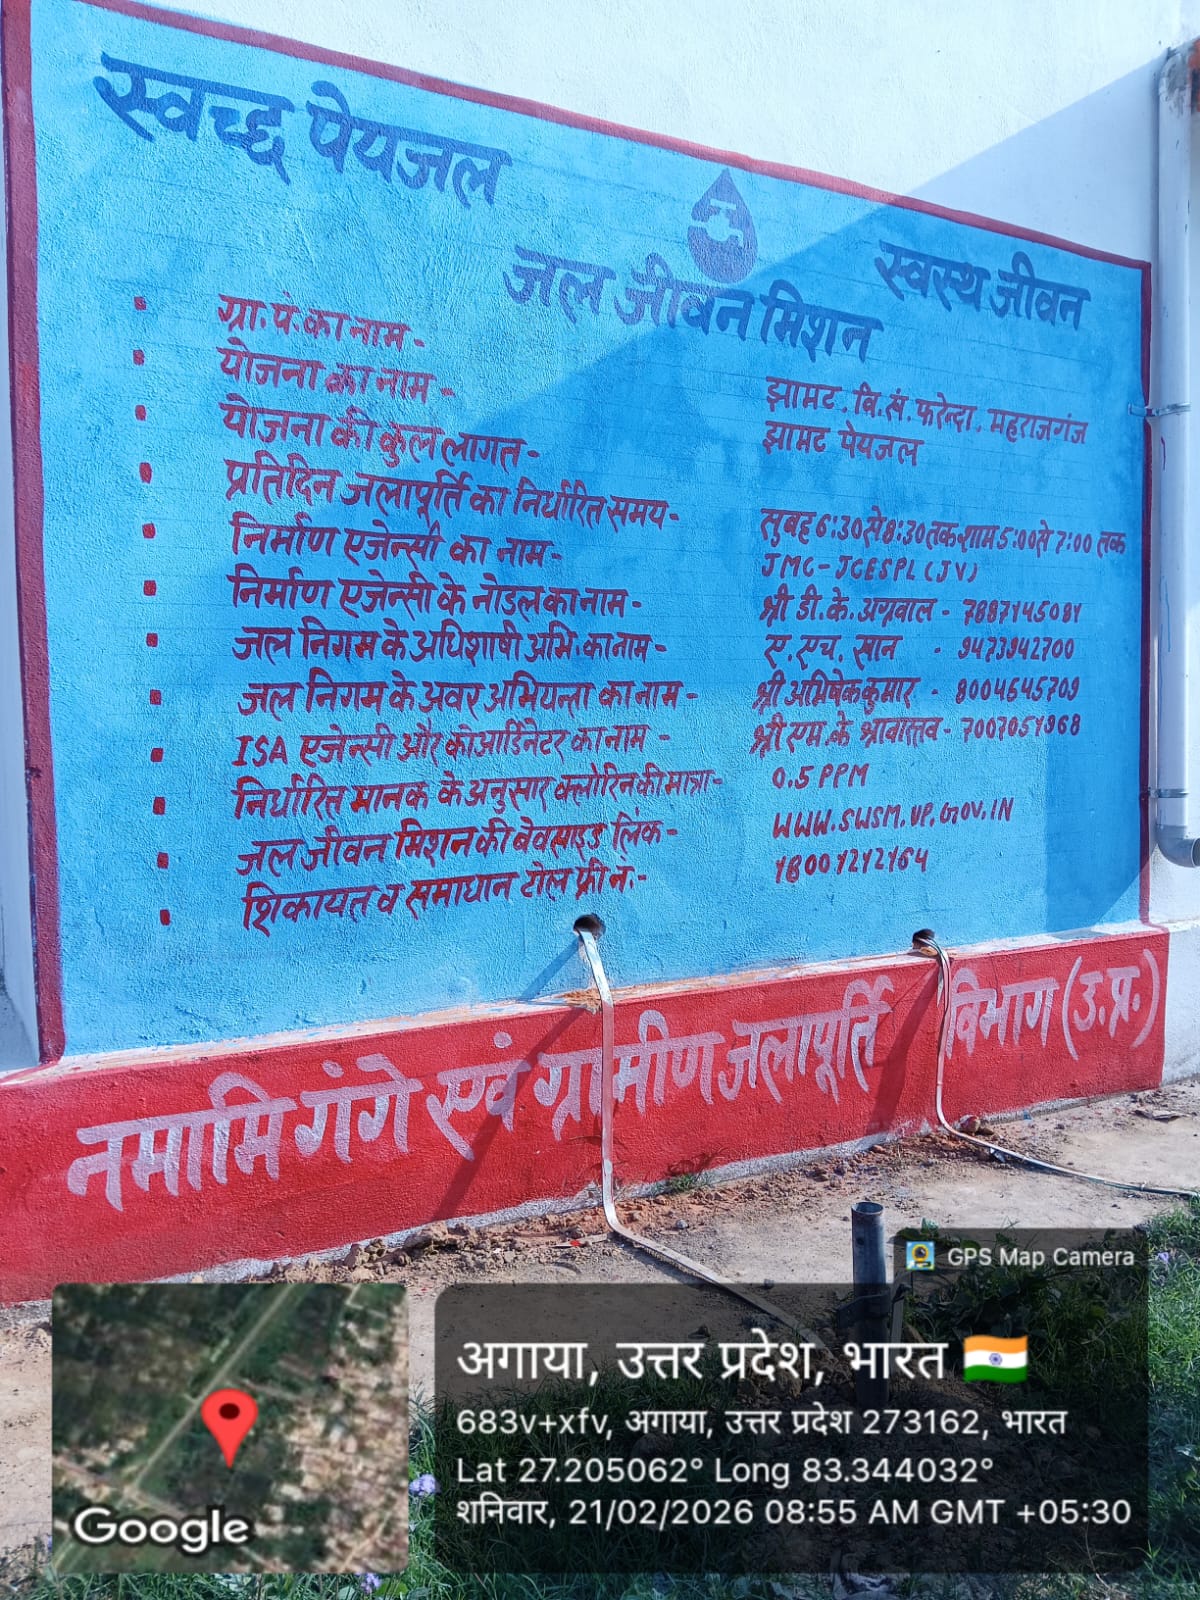 स्वच्छ पेयजल
जल जीवन मिशन
स्वस्थ जीवन
ग्रा.पं. का नाम - झामट. वि.सं. फरेन्दा. महराजगंज
योजना का नाम - झामट पेयजल
योजना की कुल लागत -
प्रतिदिन जलापूर्ति का निर्धारित समय - सुबह 6:30 से 8:30 तक शाम 5:00 से 7:00 तक
निर्माण एजेन्सी का नाम - JMC-JCESPL (JV)
निर्माण एजेन्सी के नोडल का नाम - श्री डी.के. अग्रवाल - 7887145081
जल निगम के अधिशाषी अभि. का नाम - ए. एच. खान - 9473942700
जल निगम के अवर अभियन्ता का नाम - श्री अभिषेक कुमार - 8004645709
ISA एजेन्सी और कोआर्डिनेटर का नाम - श्री एम.के श्रावास्तव - 7007051968
निर्धारित मानक के अनुसार क्लोरिन की मात्रा - 0.5 PPM
जल जीवन मिशन की वेवसाइड लिंक - WWW.SWSM.UP.GOV.IN
शिकायत व समाधान टोल फ्री नं. - 18001212164
नमामि गंगे एवं ग्रामीण जलापूर्ति विभाग (उ.प्र.)
GPS Map Camera
अगाया, उत्तर प्रदेश, भारत
683v+xfv, अगाया, उत्तर प्रदेश 273162, भारत
Lat 27.205062° Long 83.344032°
शनिवार, 21/02/2026 08:55 AM GMT +05:30
Google